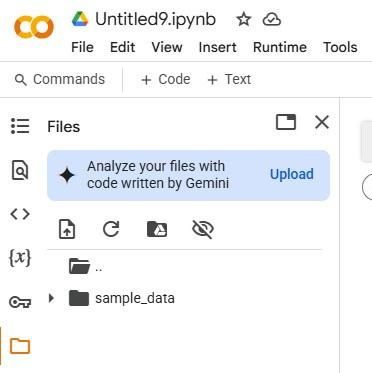 Untitled9.ipynb
File Edit View Insert Runtime Tools
Commands + Code + Text
Files
Analyze your files with
code written by Gemini
Upload
{x}
..
sample_data